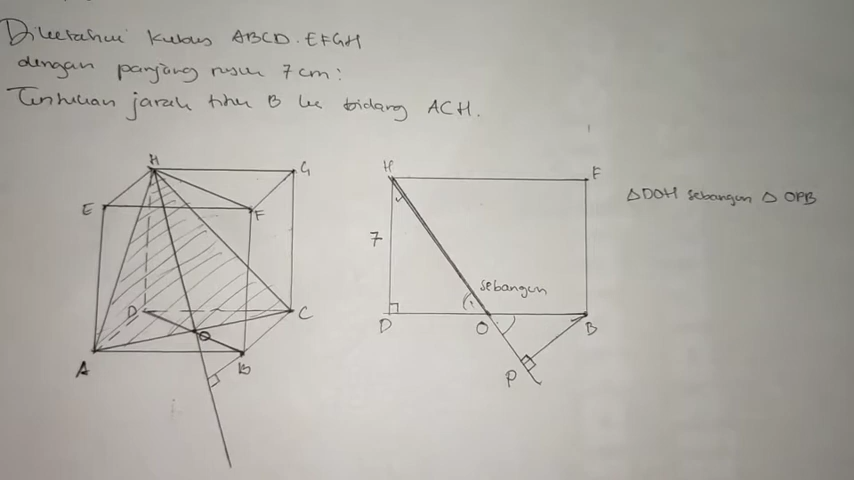 Diketahui kubus ABCD.EFGH
dengan panjang rusuk 7 cm:
Tentukan jarak titik B ke bidang ACH.
H
G
E
F
D
C
O
A
B
H
F
7
sebangun
D
O
B
P
ΔDOH sebangun Δ OPB